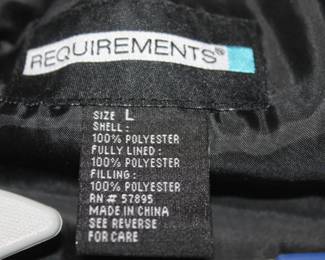 REQUIREMENTS®
SIZE L
SHELL:
100% POLYESTER
FULLY LINED:
100% POLYESTER
FILLING:
100% POLYESTER
RN# 57895
MADE IN CHINA
SEE REVERSE
FOR CARE